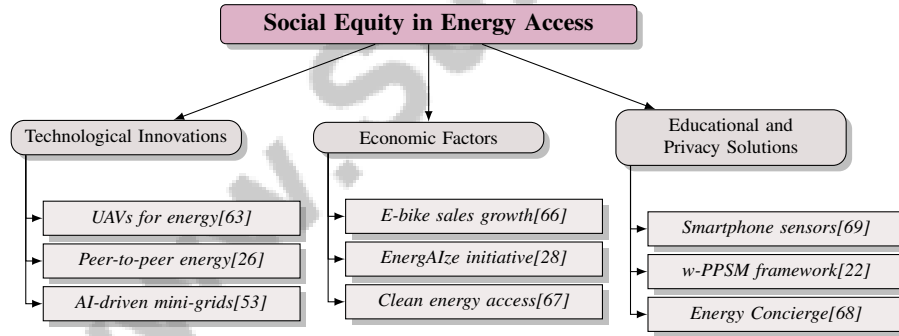 Social Equity in Energy Access
Technological Innovations
UAVs for energy[63]
Peer-to-peer energy[26]
AI-driven mini-grids[53]
Economic Factors
E-bike sales growth[66]
EnergAIze initiative[28]
Clean energy access[67]
Educational and
Privacy Solutions
Smartphone sensors[69]
w-PPSM framework[22]
Energy Concierge[68]